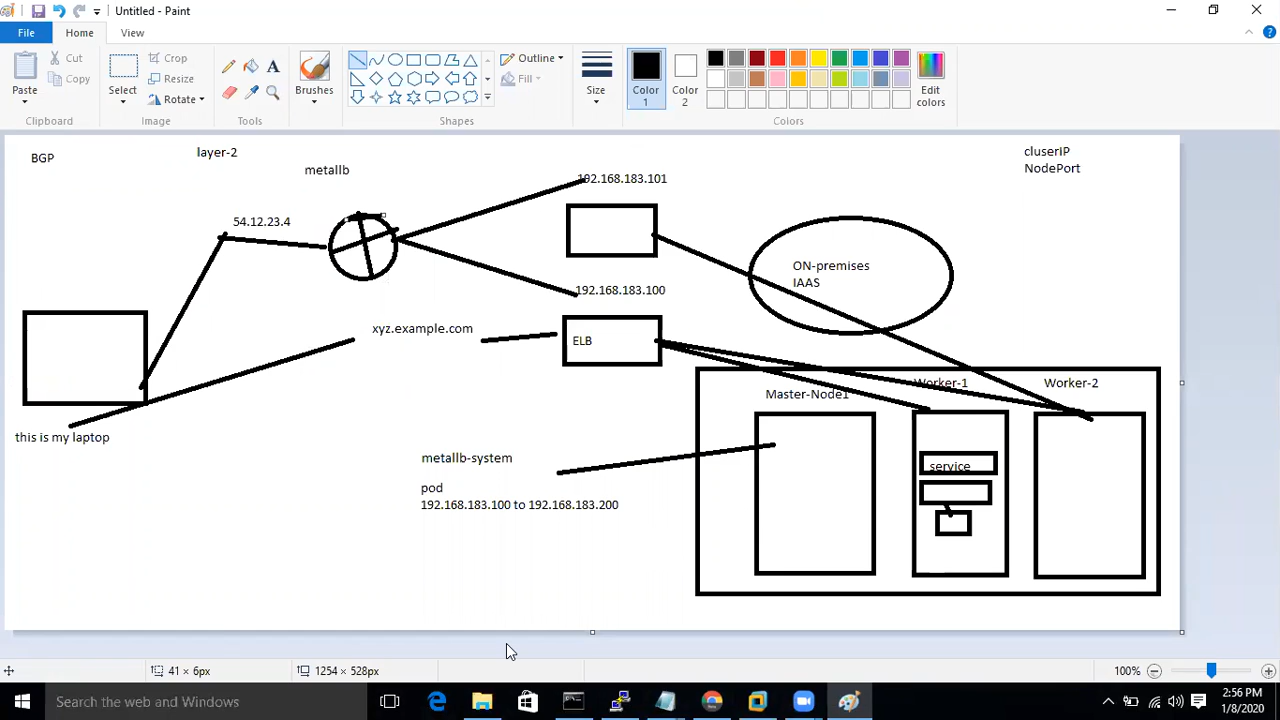 Untitled - Paint
File
Home
View
Paste
Cut
Copy
Clipboard
Select
Crop
Resize
Rotate
Image
A
Tools
Brushes
Outline
Fill
Shapes
Size
Color
1
Color
2
Edit
colors
Colors
BGP
layer-2
metallb
cluserIP
NodePort
192.168.183.101
54.12.23.4
ON-premises
IAAS
192.168.183.100
xyz.example.com
ELB
Master-Node1
Worker-1
Worker-2
this is my laptop
metallb-system
service
pod
192.168.183.100 to 192.168.183.200
41 × 6px
1254 × 528px
100%
Search the web and Windows
2:56 PM
1/8/2020